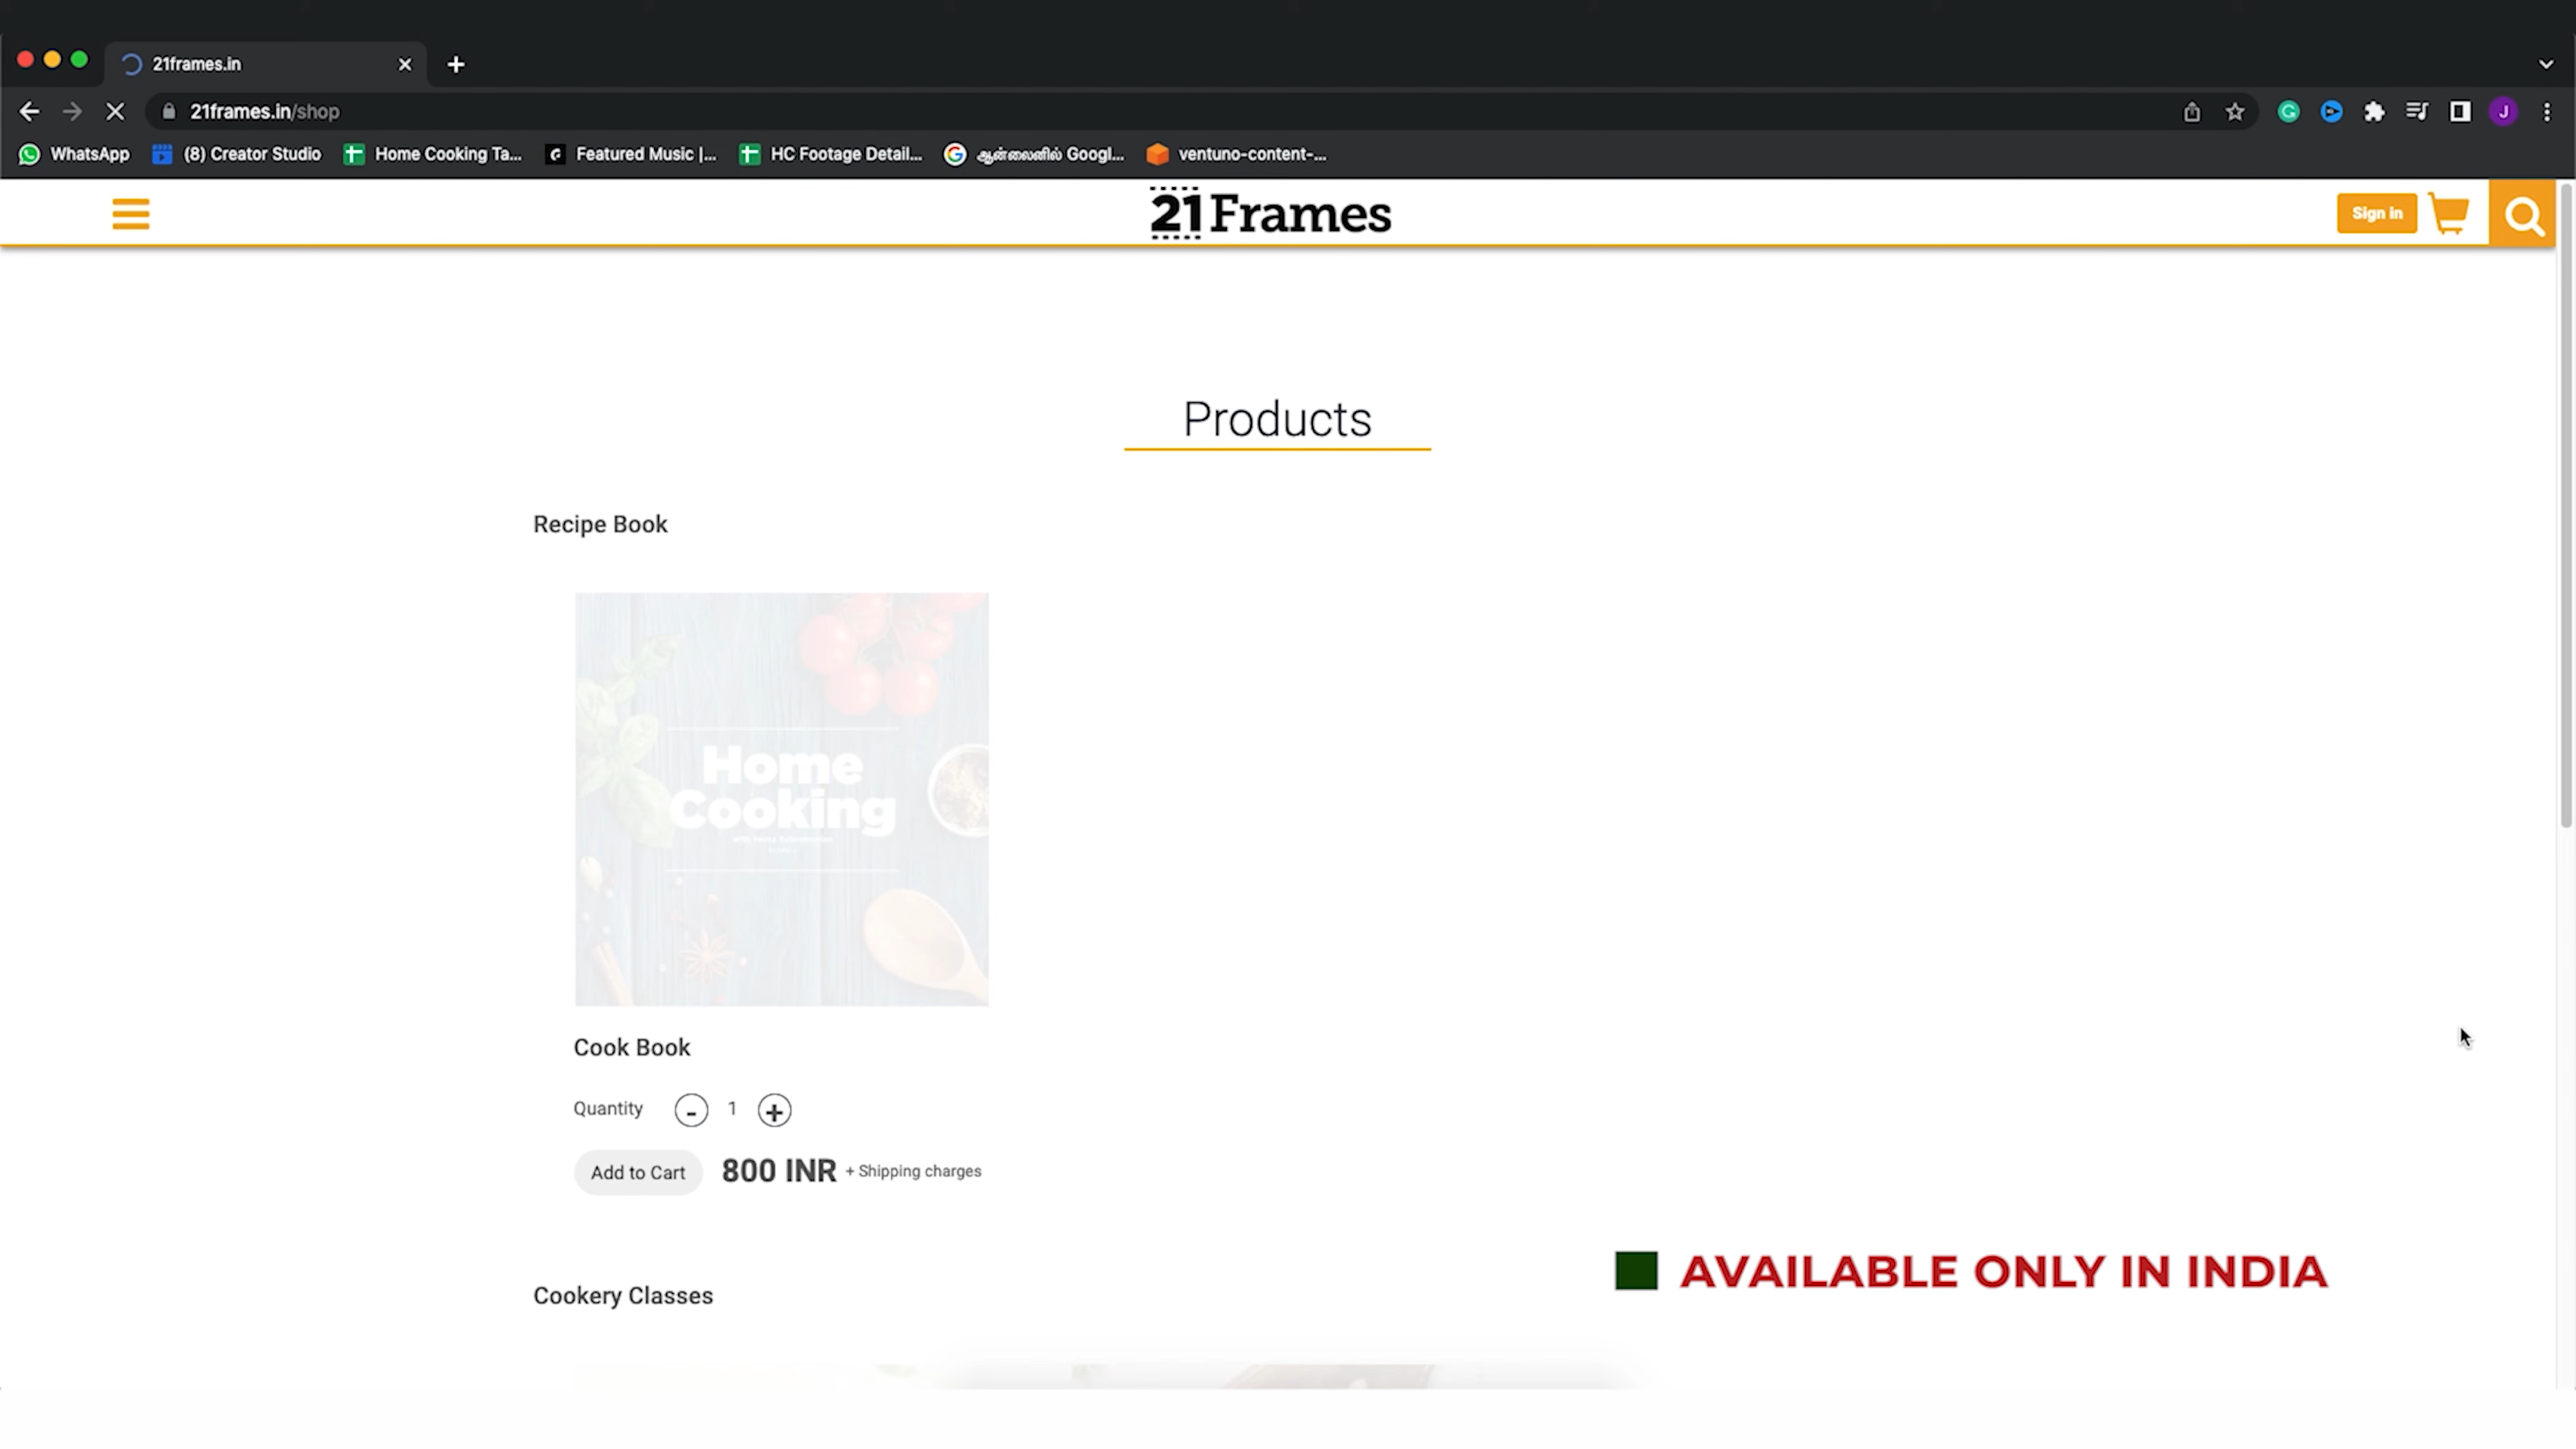 21frames.in
21frames.in/shop
J
WhatsApp (8) Creator Studio Home Cooking Ta... Featured Music |... HC Footage Detail... ஆன்லைனில் Googl... ventuno-content-...
21 Frames
Sign in
Products
Recipe Book
Home
Cooking
Cook Book
Quantity - 1 +
Add to Cart 800 INR + Shipping charges
AVAILABLE ONLY IN INDIA
Cookery Classes